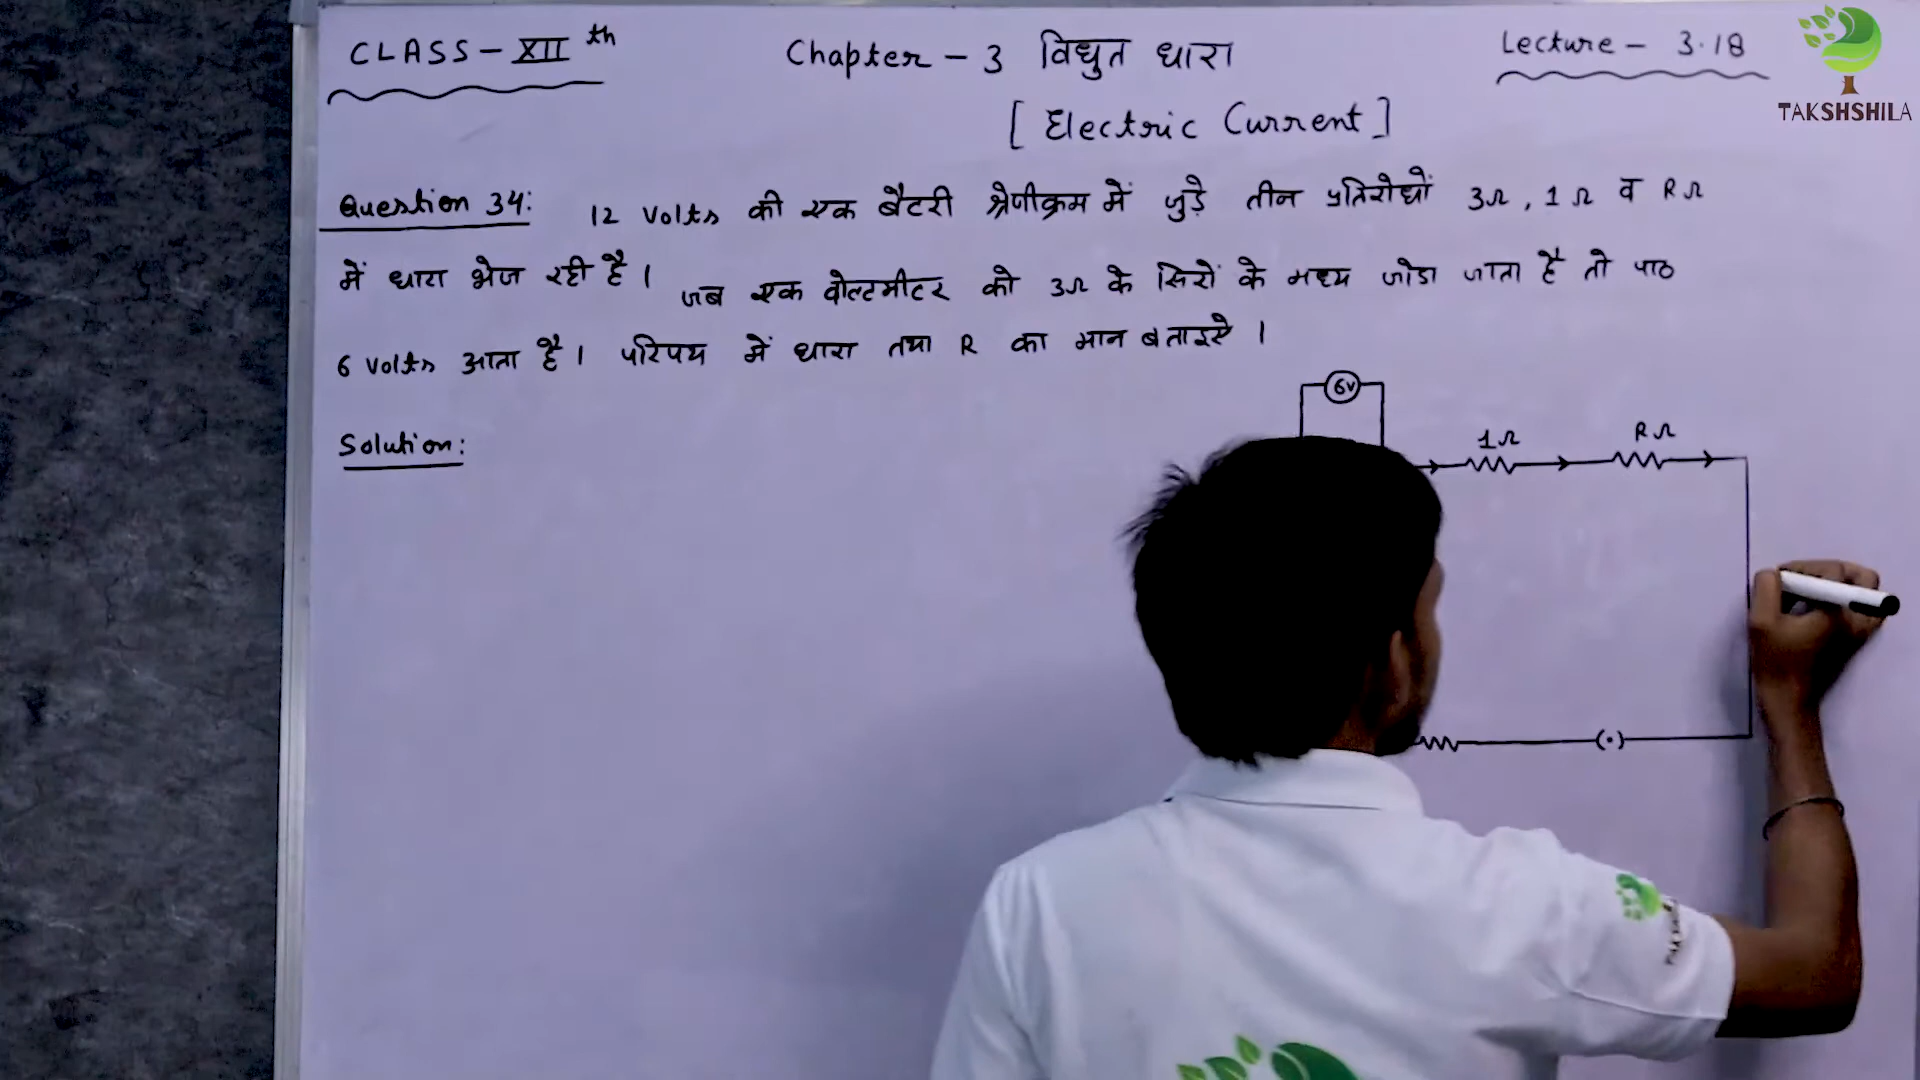 CLASS - XII th
Chapter - 3 विद्युत धारा
[ Electric Current ]
Lecture - 3.18
TAKSHSHILA
Question 34: 12 Volts की एक बैटरी श्रेणीक्रम में जुड़े तीन प्रतिरोधों 3Ω, 1Ω व RΩ
में धारा भेज रही है। जब एक वोल्टमीटर को 3Ω के सिरों के मध्य जोडा जाता है तो पाठ
6 Volts आता है। परिपथ में धारा तथा R का मान बताइये।
Solution:
6V
1Ω
RΩ